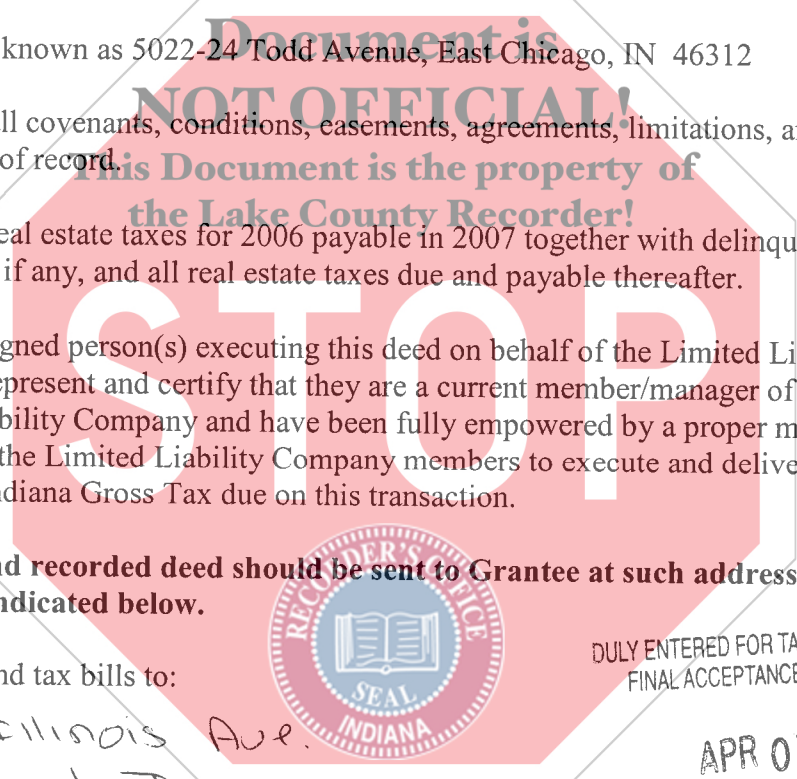 Document is
known as 5022-24 Todd Avenue, East Chicago, IN 46312
NOT OFFICIAL!
ll covenants, conditions, easements, agreements, limitations, a
of record.
This Document is the property of
the Lake County Recorder!
eal estate taxes for 2006 payable in 2007 together with delinqu
if any, and all real estate taxes due and payable thereafter.
STOP
gned person(s) executing this deed on behalf of the Limited Li
epresent and certify that they are a current member/manager of
bility Company and have been fully empowered by a proper m
the Limited Liability Company members to execute and delive
diana Gross Tax due on this transaction.
d recorded deed should be sent to Grantee at such address
ndicated below.
RECORDER'S OFFICE
SEAL
INDIANA
DULY ENTERED FOR TA
FINAL ACCEPTANCE
nd tax bills to:
Illinois Ave.
APR 0